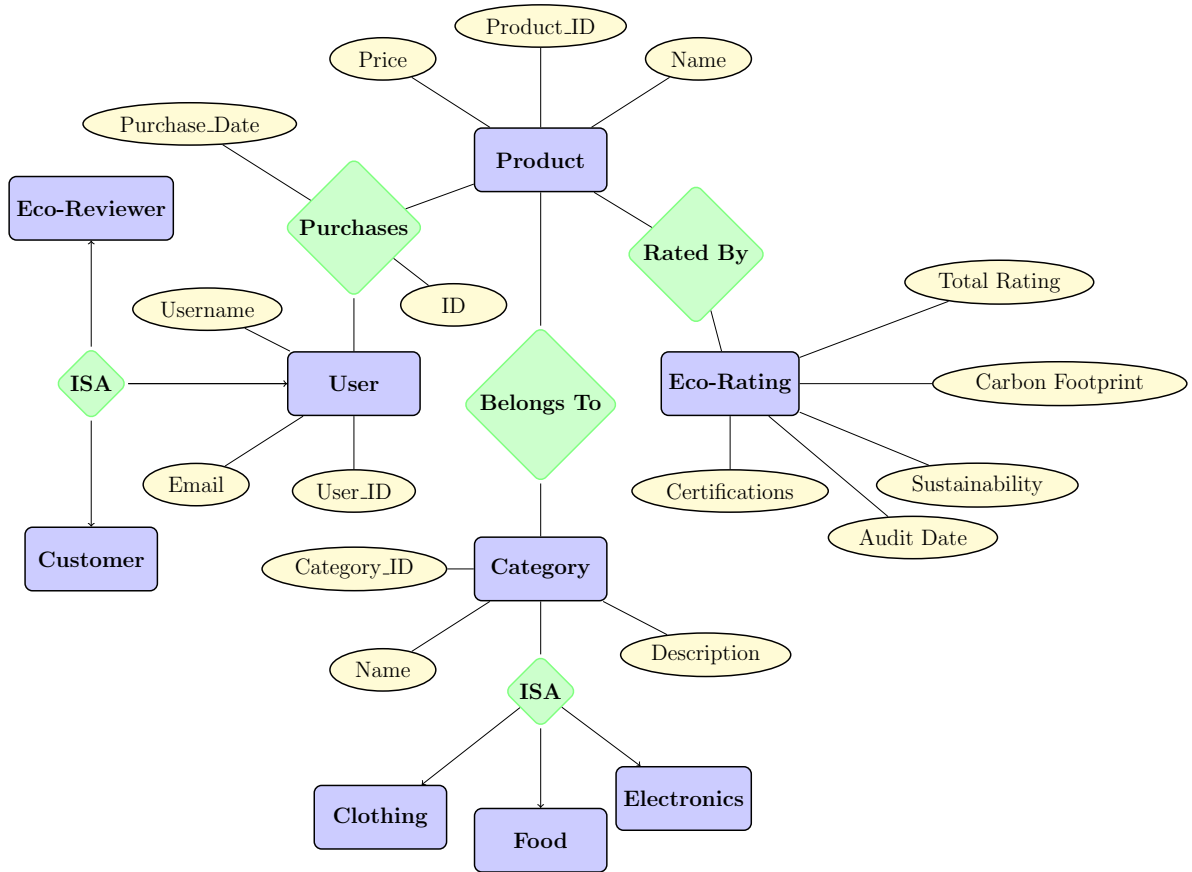 Product_ID
Price
Name
Purchase_Date
Product
Eco-Reviewer
Purchases
Rated By
Total Rating
ID
Username
ISA
User
Belongs To
Eco-Rating
Carbon Footprint
Email
User_ID
Certifications
Sustainability
Audit Date
Customer
Category_ID
Category
Name
Description
ISA
Electronics
Clothing
Food